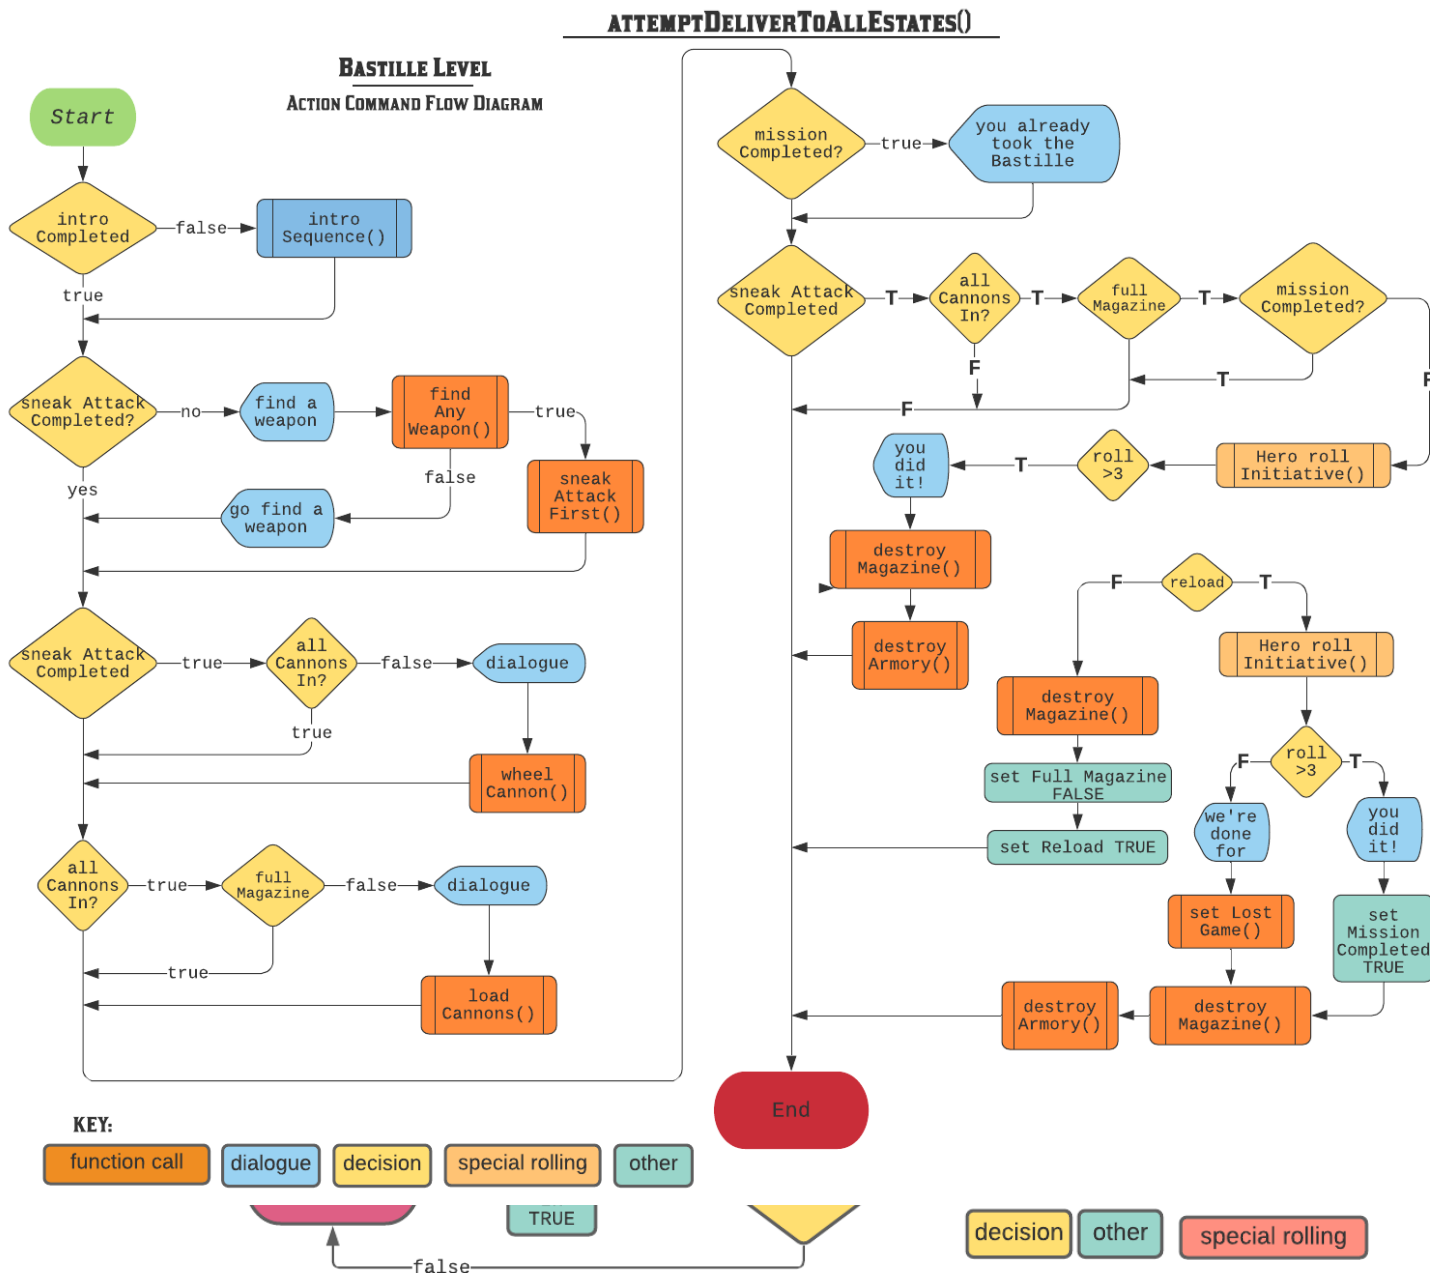 ATTEMPTDELIVERTOALLESTATES()
BASTILLE LEVEL
ACTION COMMAND FLOW DIAGRAM
Start
intro
Completed
false
intro
Sequence()
true
sneak Attack
Completed?
no
find a
weapon
find
Any
Weapon()
true
false
sneak
Attack
First()
yes
go find a
weapon
sneak Attack
Completed
true
all
Cannons
In?
false
dialogue
true
wheel
Cannon()
all
Cannons
In?
true
full
Magazine
false
dialogue
true
load
Cannons()
mission
Completed?
true
you already
took the
Bastille
sneak Attack
Completed
T
all
Cannons
In?
T
full
Magazine
T
mission
Completed?
F
T
F
F
Hero roll
Initiative()
roll
>3
T
you
did
it!
destroy
Magazine()
destroy
Armory()
reload
F
T
Hero roll
Initiative()
destroy
Magazine()
set Full Magazine
FALSE
set Reload TRUE
roll
>3
F
T
we're
done
for
you
did
it!
set Lost
Game()
set
Mission
Completed
TRUE
destroy
Magazine()
destroy
Armory()
End
KEY:
function call
dialogue
decision
special rolling
other
TRUE
false
decision
other
special rolling